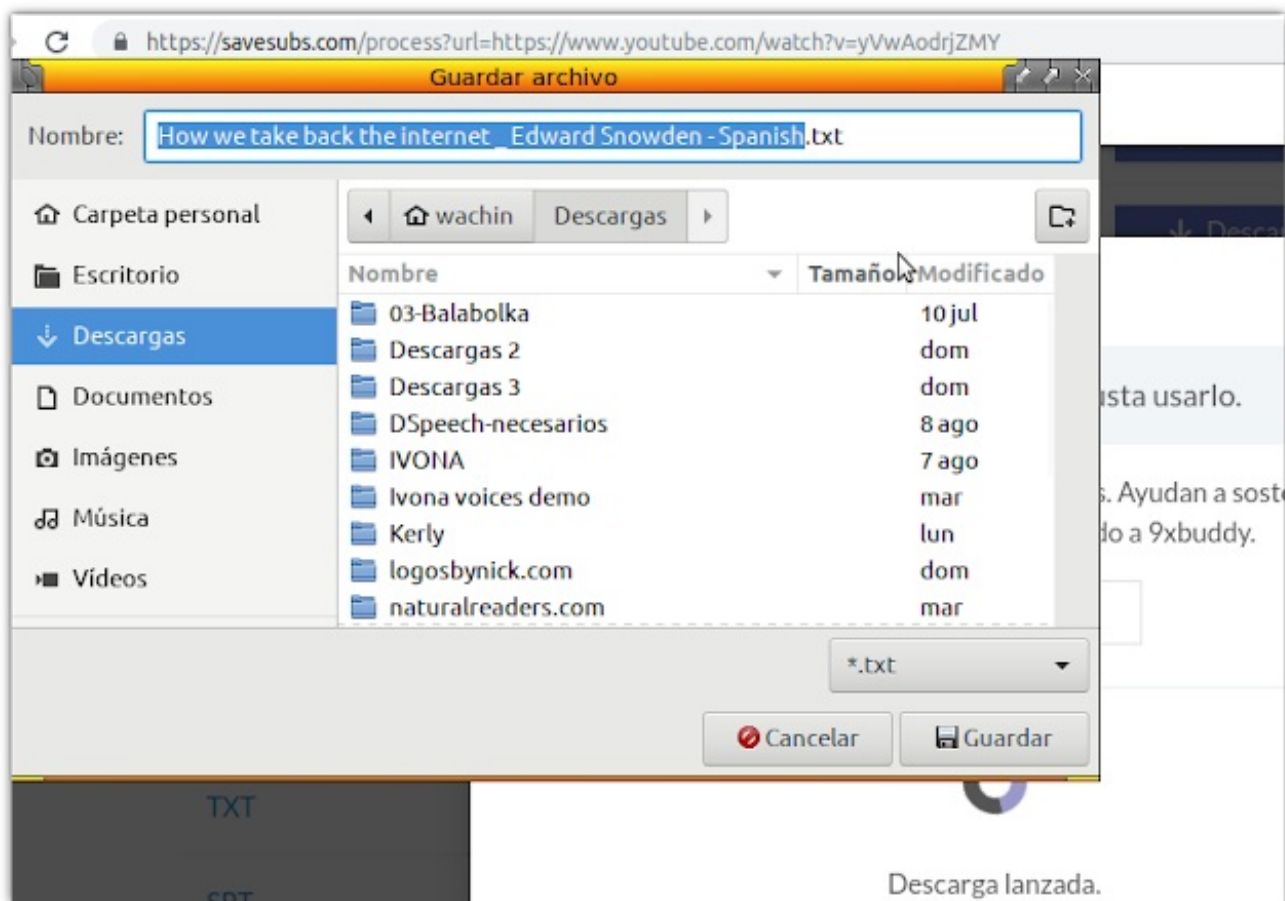 https://savesubs.com/process?url=https://www.youtube.com/watch?v=yVwAodrjZMY
Guardar archivo
Nombre: How we take back the internet _ Edward Snowden - Spanish.txt
Carpeta personal
Escritorio
Descargas
Documentos
Imágenes
Música
Vídeos
wachin Descargas
Nombre Tamaño Modificado
03-Balabolka 10 jul
Descargas 2 dom
Descargas 3 dom
DSpeech-necesarios 8 ago
IVONA 7 ago
Ivona voices demo mar
Kerly lun
logosbynick.com dom
naturalreaders.com mar
*.txt
Cancelar Guardar
usarlo.
Ayudan a
a 9xbuddy.
TXT
Descarga lanzada.